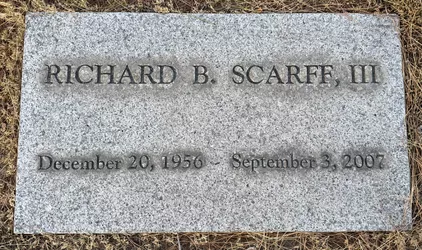 RICHARD B. SCARFF, III
December 20, 1956 - September 3, 2007